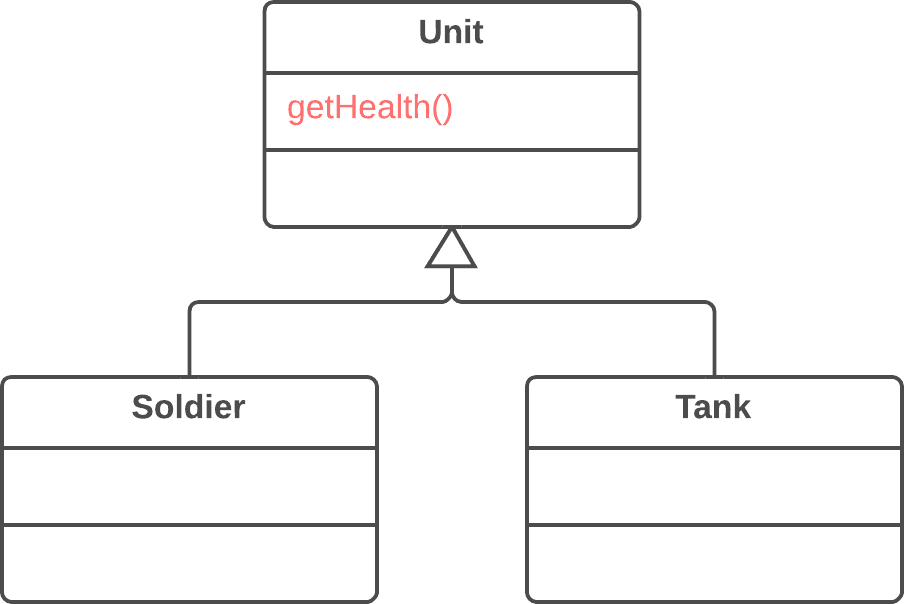 Unit
getHealth()
Soldier
Tank